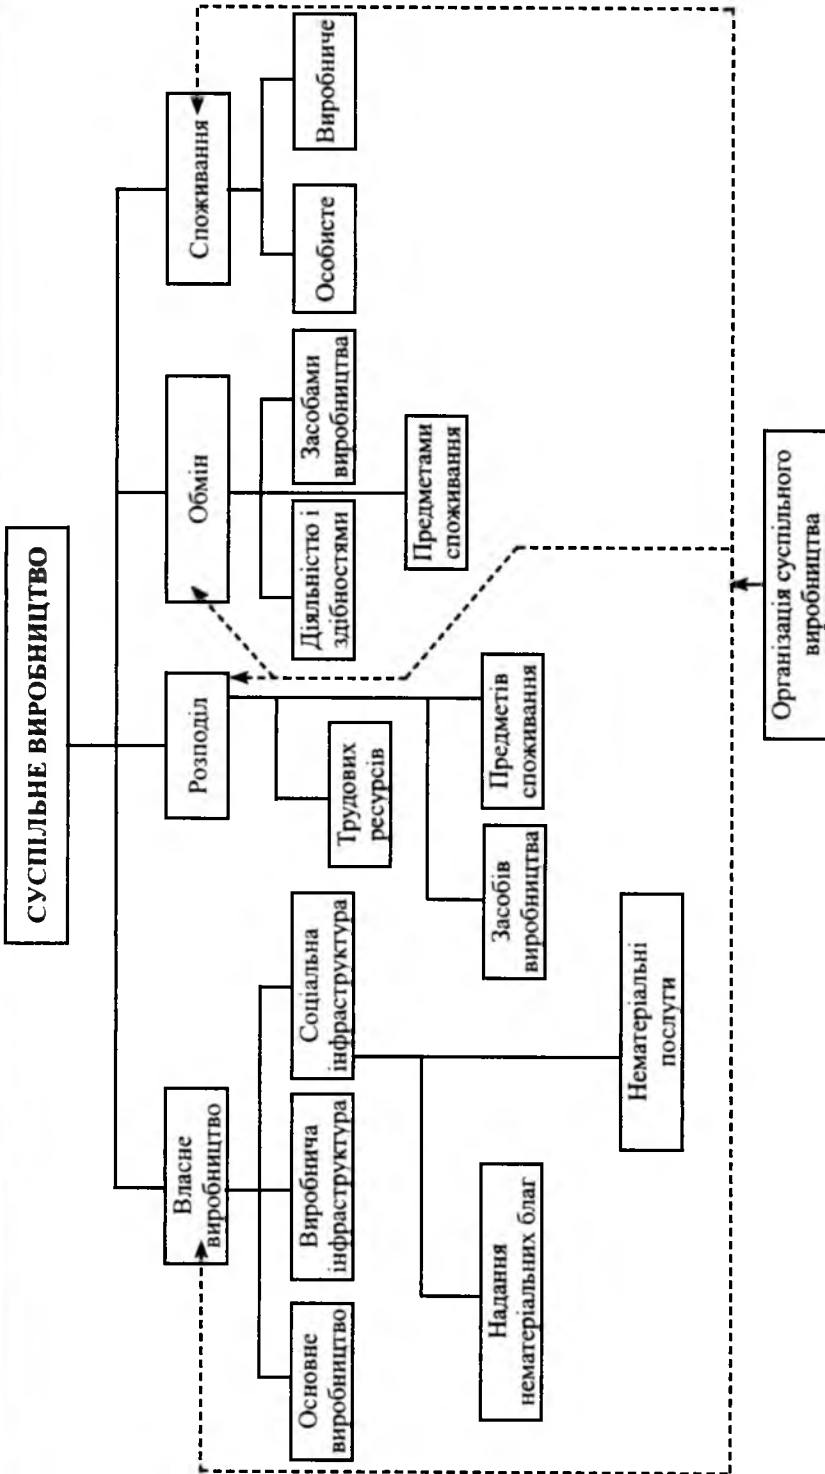 СУСПІЛЬНЕ ВИРОБНИЦТВО
Власне
виробництво
Розподіл
Обмін
Споживання
Основне
виробництво
Виробнича
інфраструктура
Соціальна
інфраструктура
Трудових
ресурсів
Діяльністю і
здібностями
Засобами
виробництва
Особисте
Виробниче
Предметами
споживання
Надання
нематеріальних благ
Засобів
виробництва
Предметів
споживання
Нематеріальні
послуги
Організація суспільного
виробництва